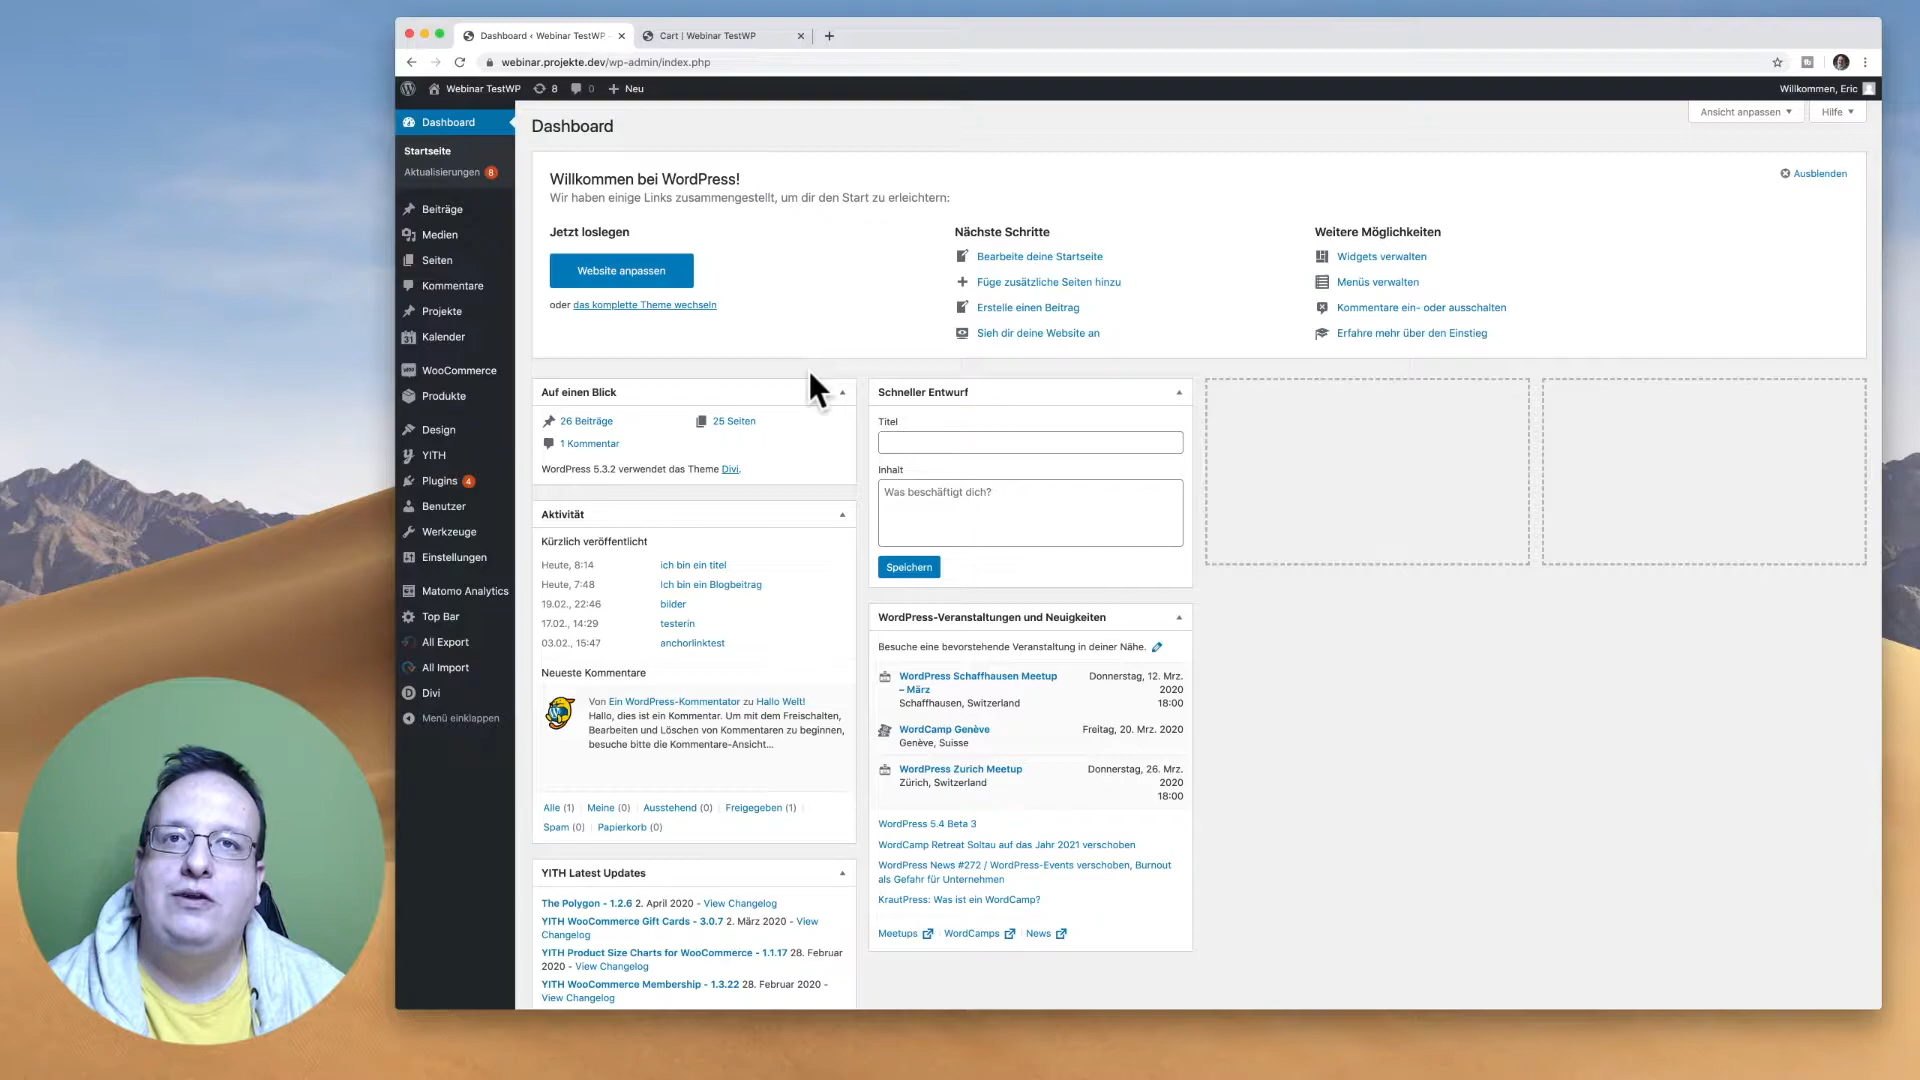 Dashboard ‹ Webinar TestWP
Cart | Webinar TestWP
webinar.projekte.dev/wp-admin/index.php
Webinar TestWP
8
0
Neu
Willkommen, Eric
Dashboard
Startseite
Aktualisierungen 8
Beiträge
Medien
Seiten
Kommentare
Projekte
Kalender
WooCommerce
Produkte
Design
YITH
Plugins 4
Benutzer
Werkzeuge
Einstellungen
Matomo Analytics
Top Bar
All Export
All Import
Divi
Menü einklappen
Dashboard
Ansicht anpassen
Hilfe
Willkommen bei WordPress!
Wir haben einige Links zusammengestellt, um dir den Start zu erleichtern:
Ausblenden
Jetzt loslegen
Website anpassen
oder das komplette Theme wechseln
Nächste Schritte
Bearbeite deine Startseite
Füge zusätzliche Seiten hinzu
Erstelle einen Beitrag
Sieh dir deine Website an
Weitere Möglichkeiten
Widgets verwalten
Menüs verwalten
Kommentare ein- oder ausschalten
Erfahre mehr über den Einstieg
Auf einen Blick
26 Beiträge
25 Seiten
1 Kommentar
WordPress 5.3.2 verwendet das Theme Divi.
Aktivität
Kürzlich veröffentlicht
Heute, 8:14 ich bin ein titel
Heute, 7:48 Ich bin ein Blogbeitrag
19.02., 22:46 bilder
17.02., 14:29 testerin
03.02., 15:47 anchorlinktest
Neueste Kommentare
Von Ein WordPress-Kommentator zu Hallo Welt!
Hallo, dies ist ein Kommentar. Um mit dem Freischalten,
Bearbeiten und Löschen von Kommentaren zu beginnen,
besuche bitte die Kommentare-Ansicht…
Alle (1) | Meine (0) | Ausstehend (0) | Freigegeben (1) |
Spam (0) | Papierkorb (0)
YITH Latest Updates
The Polygon - 1.2.6 2. April 2020 - View Changelog
YITH WooCommerce Gift Cards - 3.0.7 2. März 2020 - View
Changelog
YITH Product Size Charts for WooCommerce - 1.1.17 28. Februar
2020 - View Changelog
YITH WooCommerce Membership - 1.3.22 28. Februar 2020 -
View Changelog
Schneller Entwurf
Titel
Inhalt
Was beschäftigt dich?
Speichern
WordPress-Veranstaltungen und Neuigkeiten
Besuche eine bevorstehende Veranstaltung in deiner Nähe.
WordPress Schaffhausen Meetup
– März
Schaffhausen, Switzerland
Donnerstag, 12. Mrz.
2020
18:00
WordCamp Genève
Genève, Suisse
Freitag, 20. Mrz. 2020
WordPress Zurich Meetup
Zürich, Switzerland
Donnerstag, 26. Mrz.
2020
18:00
WordPress 5.4 Beta 3
WordCamp Retreat Soltau auf das Jahr 2021 verschoben
WordPress News #272 / WordPress-Events verschoben, Burnout
als Gefahr für Unternehmen
KrautPress: Was ist ein WordCamp?
Meetups | WordCamps | News